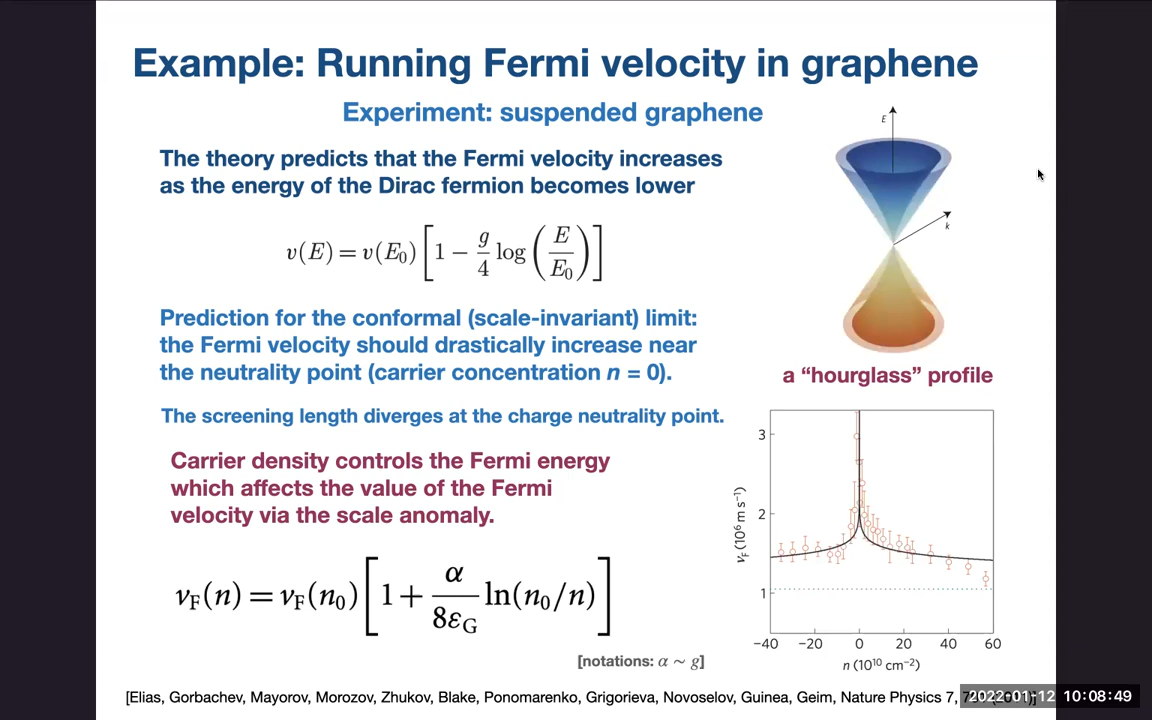 Example: Running Fermi velocity in graphene
Experiment: suspended graphene
The theory predicts that the Fermi velocity increases
as the energy of the Dirac fermion becomes lower
v(E) = v(E₀) [1 − g/4 log (E/E₀)]
Prediction for the conformal (scale-invariant) limit:
the Fermi velocity should drastically increase near
the neutrality point (carrier concentration n = 0).
The screening length diverges at the charge neutrality point.
Carrier density controls the Fermi energy
which affects the value of the Fermi
velocity via the scale anomaly.
νF(n) = νF(n₀) [1 + α/8εG ln(n₀/n)]
[notations: α ~ g]
E
k
a “hourglass” profile
3
2
1
νF (10⁶ m s⁻¹)
−40 −20 0 20 40 60
n (10¹⁰ cm⁻²)
[Elias, Gorbachev, Mayorov, Morozov, Zhukov, Blake, Ponomarenko, Grigorieva, Novoselov, Guinea, Geim, Nature Physics 7,
2022-01-12 10:08:49